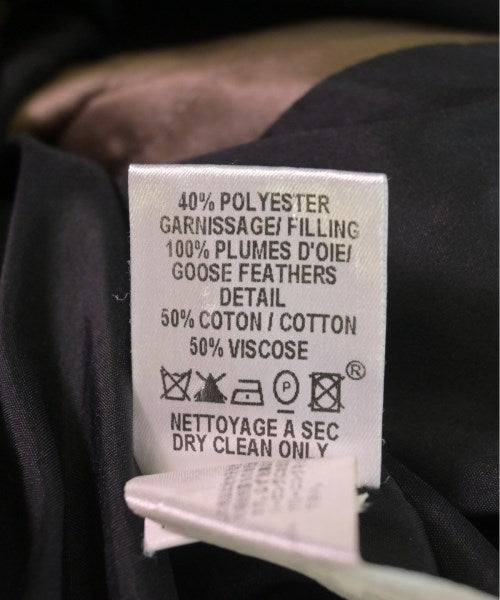 40% POLYESTER
GARNISSAGE/ FILLING
100% PLUMES D'OIE/
GOOSE FEATHERS
DETAIL
50% COTON / COTTON
50% VISCOSE
P ®
NETTOYAGE A SEC
DRY CLEAN ONLY